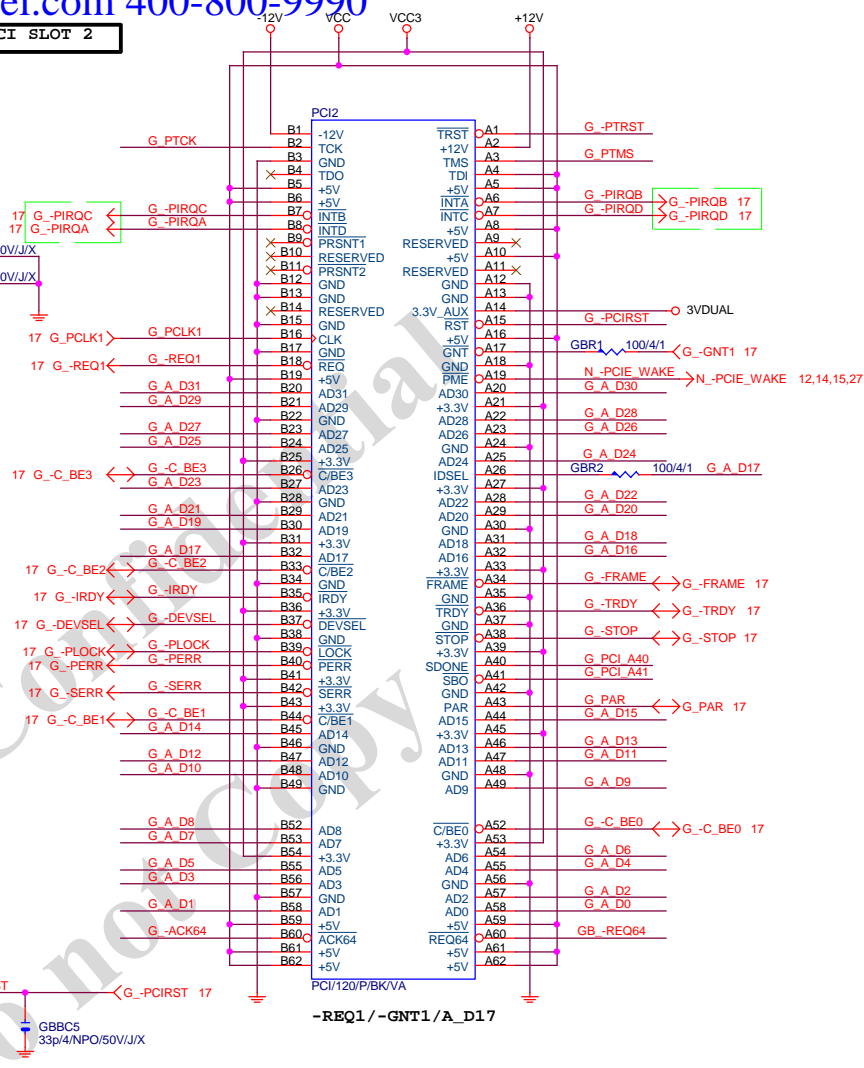 ef.com 400-800-9990
CI SLOT 2
-12V VCC VCC3 +12V
PCI2
B1 -12V TRST A1 G_-PTRST
G_PTCK B2 TCK +12V A2
B3 GND TMS A3 G_PTMS
B4 TDO TDI A4
B5 +5V +5V A5
B6 +5V INTA A6 G_-PIRQB G_-PIRQB 17
17 G_-PIRQC G_-PIRQC B7 INTB INTC A7 G_-PIRQD G_-PIRQD 17
17 G_-PIRQA G_-PIRQA B8 INTD +5V A8
B9 PRSNT1 RESERVED A9
0V/J/X B10 RESERVED +5V A10
B11 PRSNT2 RESERVED A11
0V/J/X B12 GND GND A12
B13 GND GND A13
B14 RESERVED 3.3V_AUX A14 3VDUAL
B15 GND RST A15 G_-PCIRST
17 G_PCLK1 G_PCLK1 B16 CLK +5V A16
B17 GND GNT A17 GBR1 100/4/1 G_-GNT1 17
17 G_-REQ1 G_-REQ1 B18 REQ GND A18
B19 +5V PME A19 N_-PCIE_WAKE N_-PCIE_WAKE 12,14,15,27
G_A_D31 B20 AD31 AD30 A20 G_A_D30
G_A_D29 B21 AD29 +3.3V A21
B22 GND AD28 A22 G_A_D28
G_A_D27 B23 AD27 AD26 A23 G_A_D26
G_A_D25 B24 AD25 GND A24
B25 +3.3V AD24 A25 G_A_D24
17 G_-C_BE3 G_-C_BE3 B26 C/BE3 IDSEL A26 GBR2 100/4/1 G_A_D17
G_A_D23 B27 AD23 +3.3V A27
B28 GND AD22 A28 G_A_D22
G_A_D21 B29 AD21 AD20 A29 G_A_D20
G_A_D19 B30 AD19 GND A30
B31 +3.3V AD18 A31 G_A_D18
G_A_D17 B32 AD17 AD16 A32 G_A_D16
17 G_-C_BE2 G_-C_BE2 B33 C/BE2 +3.3V A33
B34 GND FRAME A34 G_-FRAME G_-FRAME 17
17 G_-IRDY G_-IRDY B35 IRDY GND A35
B36 +3.3V TRDY A36 G_-TRDY G_-TRDY 17
17 G_-DEVSEL G_-DEVSEL B37 DEVSEL GND A37
B38 GND STOP A38 G_-STOP G_-STOP 17
17 G_-PLOCK G_-PLOCK B39 LOCK +3.3V A39
17 G_-PERR G_-PERR B40 PERR SDONE A40 G_PCI_A40
B41 +3.3V SBO A41 G_PCI_A41
17 G_-SERR G_-SERR B42 SERR GND A42
B43 +3.3V PAR A43 G_PAR G_PAR 17
17 G_-C_BE1 G_-C_BE1 B44 C/BE1 AD15 A44 G_A_D15
G_A_D14 B45 AD14 +3.3V A45
B46 GND AD13 A46 G_A_D13
G_A_D12 B47 AD12 AD11 A47 G_A_D11
G_A_D10 B48 AD10 GND A48
B49 GND AD9 A49 G_A_D9
G_A_D8 B52 AD8 C/BE0 A52 G_-C_BE0 G_-C_BE0 17
G_A_D7 B53 AD7 +3.3V A53
B54 +3.3V AD6 A54 G_A_D6
G_A_D5 B55 AD5 AD4 A55 G_A_D4
G_A_D3 B56 AD3 GND A56
B57 GND AD2 A57 G_A_D2
G_A_D1 B58 AD1 AD0 A58 G_A_D0
B59 +5V +5V A59
G_-ACK64 B60 ACK64 REQ64 A60 GB_-REQ64
B61 +5V +5V A61
B62 +5V +5V A62
PCI/120/P/BK/VA
ST G_-PCIRST 17
-REQ1/-GNT1/A_D17
GBBC5
33p/4/NPO/50V/J/X
Confidential
o not Copy